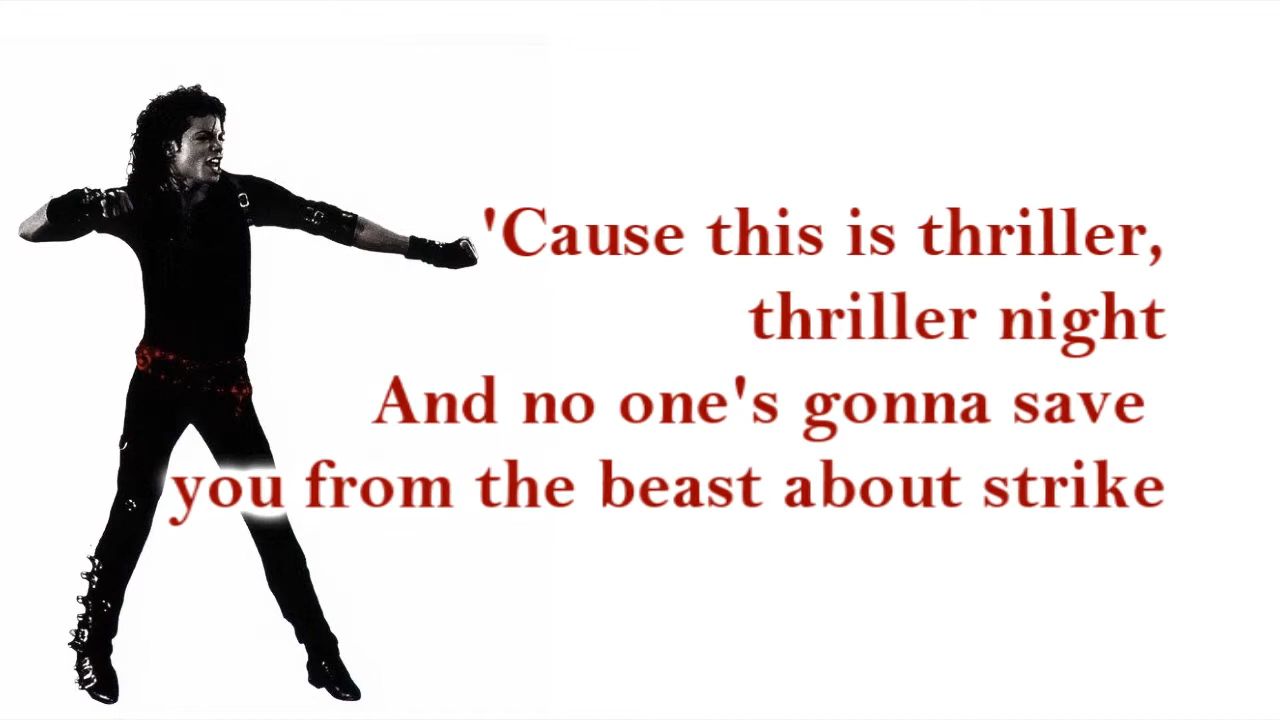 'Cause this is thriller,
thriller night
And no one's gonna save
you from the beast about strike